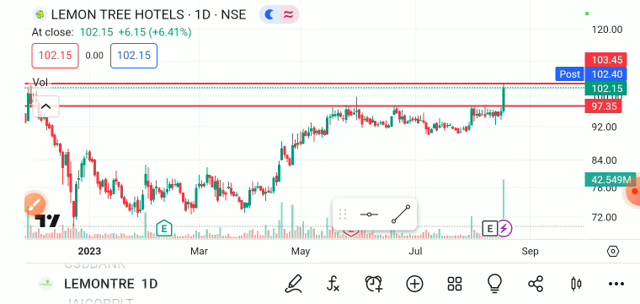 LEMON TREE HOTELS · 1D · NSE
At close: 102.15 +6.15 (+6.41%)
102.15 0.00 102.15
Vol
120.00
103.45
Post 102.40
102.15
97.35
92.00
84.00
42.549M
76.00
72.00
E
E
2023 Mar May Jul Sep
LEMONTRE 1D